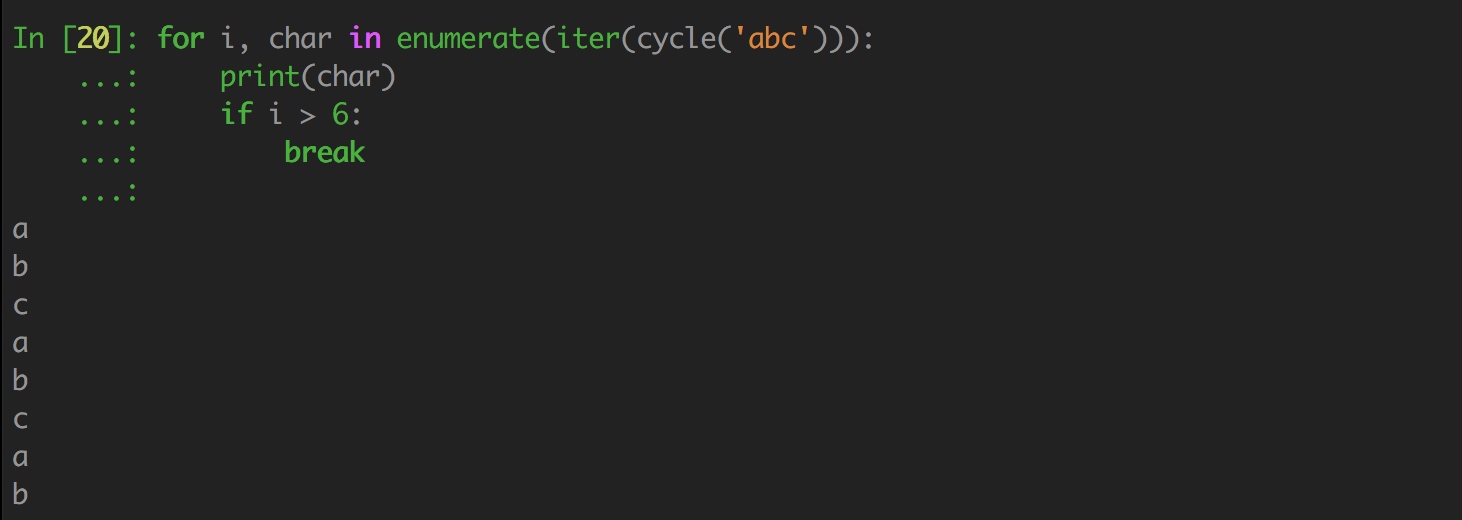 In [20]: for i, char in enumerate(iter(cycle('abc'))):
    ...:     print(char)
    ...:     if i > 6:
    ...:         break
    ...:
a
b
c
a
b
c
a
b